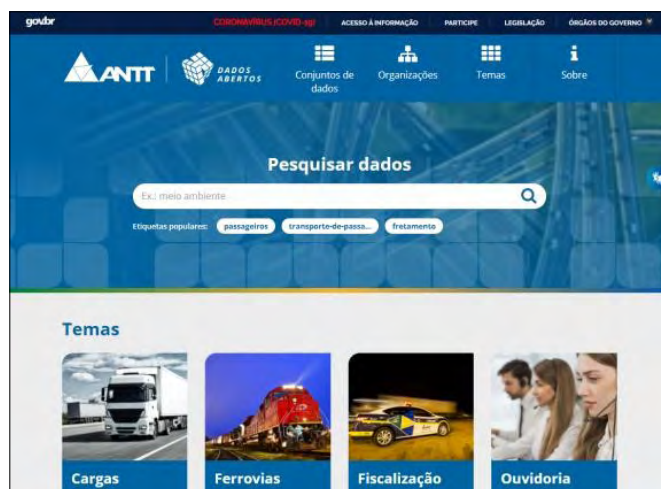 gov.br
CORONAVÍRUS (COVID-19) ACESSO À INFORMAÇÃO PARTICIPE LEGISLAÇÃO ÓRGÃOS DO GOVERNO
ANTT DADOS ABERTOS
Conjuntos de dados
Organizações
Temas
Sobre
Pesquisar dados
Ex.: meio ambiente
Etiquetas populares: passageiros transporte-de-passa... fretamento
Temas
Cargas Ferrovias Fiscalização Ouvidoria